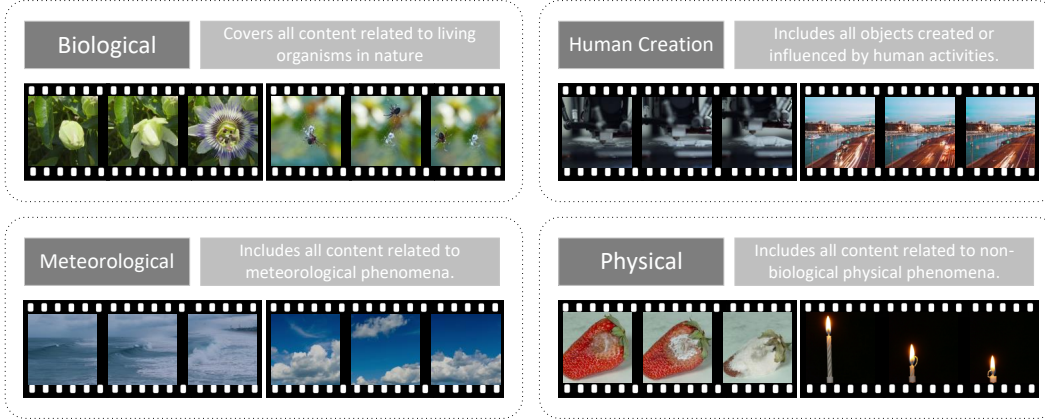 Biological
Covers all content related to living
organisms in nature
Human Creation
Includes all objects created or
influenced by human activities.
Meteorological
Includes all content related to
meteorological phenomena.
Physical
Includes all content related to non-
biological physical phenomena.